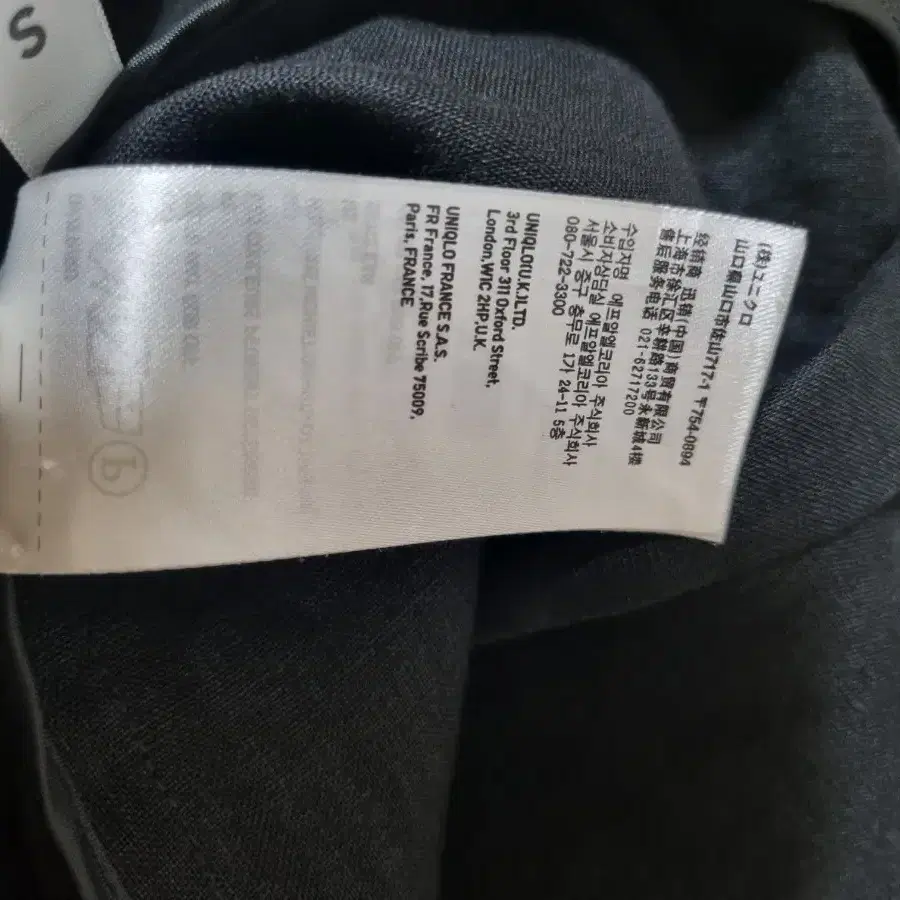 S
(株)ユニクロ
山口県山口市佐山717-1 〒754-0894
经销商 迅销(中国)商贸有限公司
上海市徐汇区辛耕路133号永新城4楼
售后服务电话 021-62717200
수입자명 에프알엘코리아 주식회사
소비자상담실 에프알엘코리아 주식회사
서울시 중구 충무로 1가 24-11 5층
080-722-3300
UNIQLO(U.K.)LTD.
3rd Floor 311 Oxford Street,
London,W1C 2HP,U.K.
UNIQLO FRANCE S.A.S.
FR France, 17,Rue Scribe 75009,
Paris, FRANCE